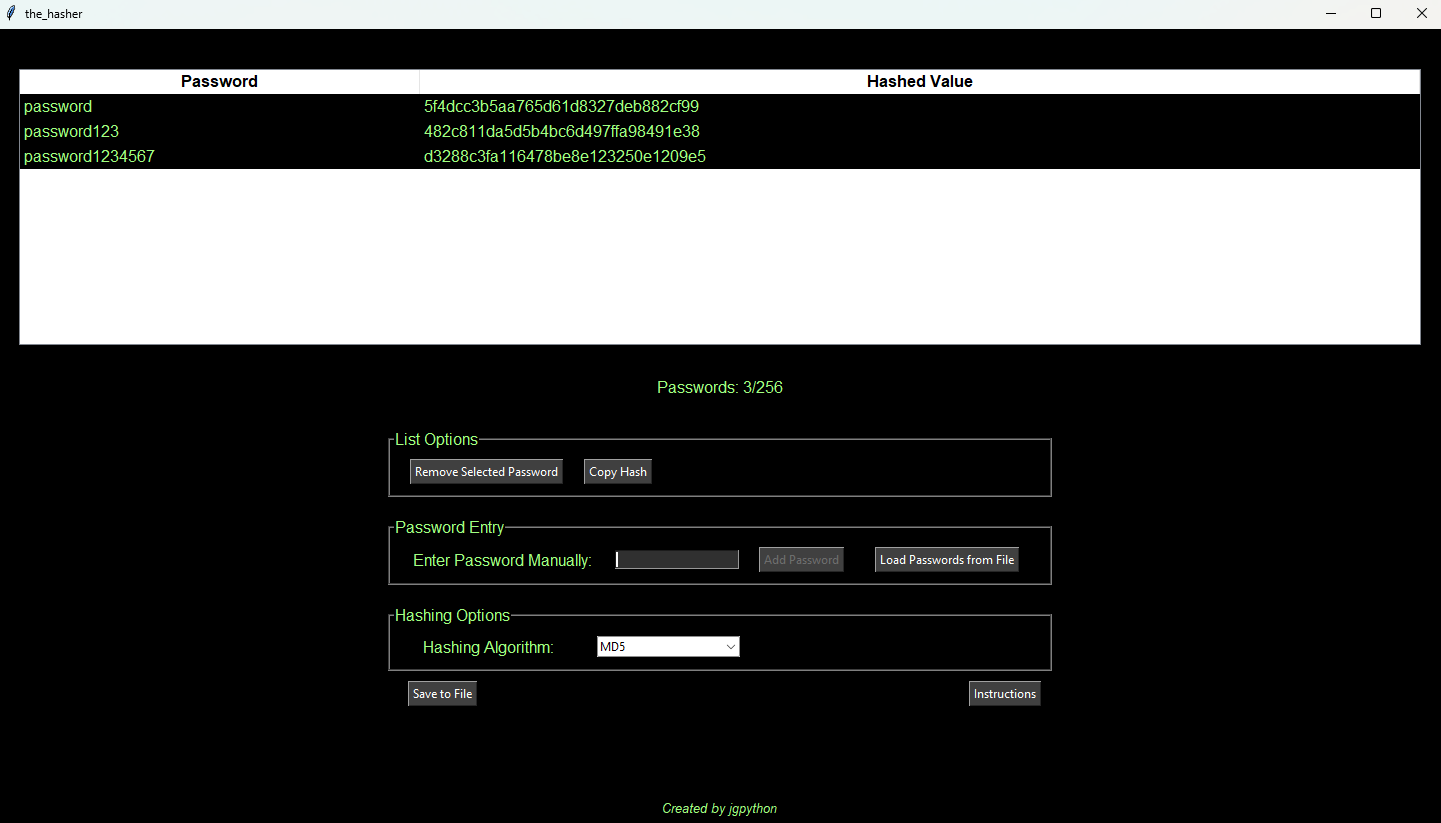 the_hasher
Password Hashed Value
password 5f4dcc3b5aa765d61d8327deb882cf99
password123 482c811da5d5b4bc6d497ffa98491e38
password1234567 d3288c3fa116478be8e123250e1209e5
Passwords: 3/256
List Options
Remove Selected Password Copy Hash
Password Entry
Enter Password Manually: Add Password Load Passwords from File
Hashing Options
Hashing Algorithm: MD5
Save to File Instructions
Created by jgpython